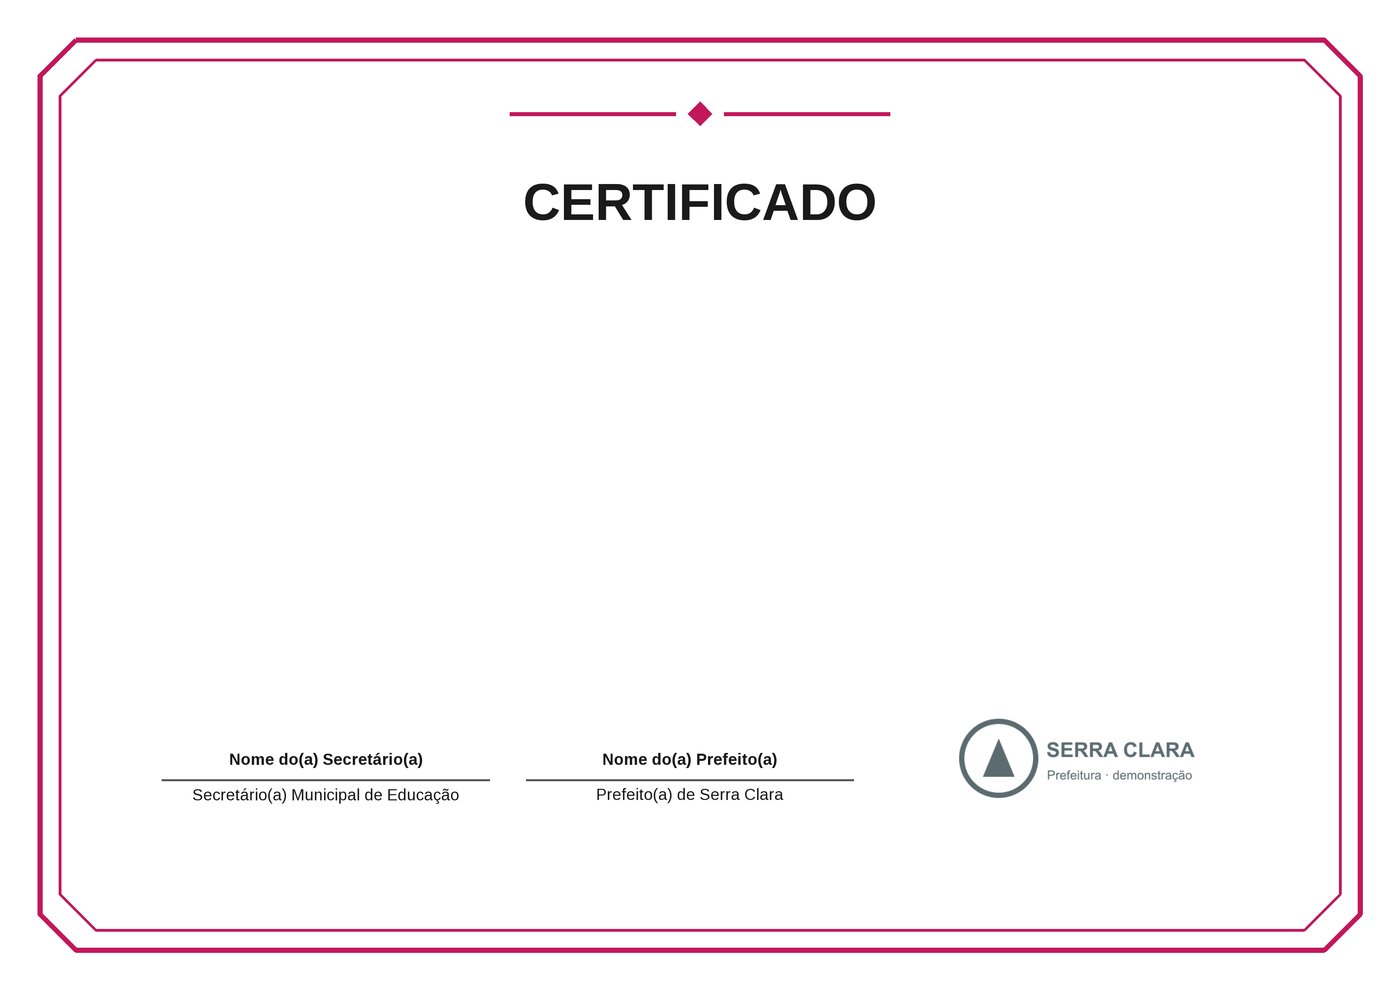 CERTIFICADO
Nome do(a) Secretário(a)
Secretário(a) Municipal de Educação
Nome do(a) Prefeito(a)
Prefeito(a) de Serra Clara
SERRA CLARA
Prefeitura · demonstração